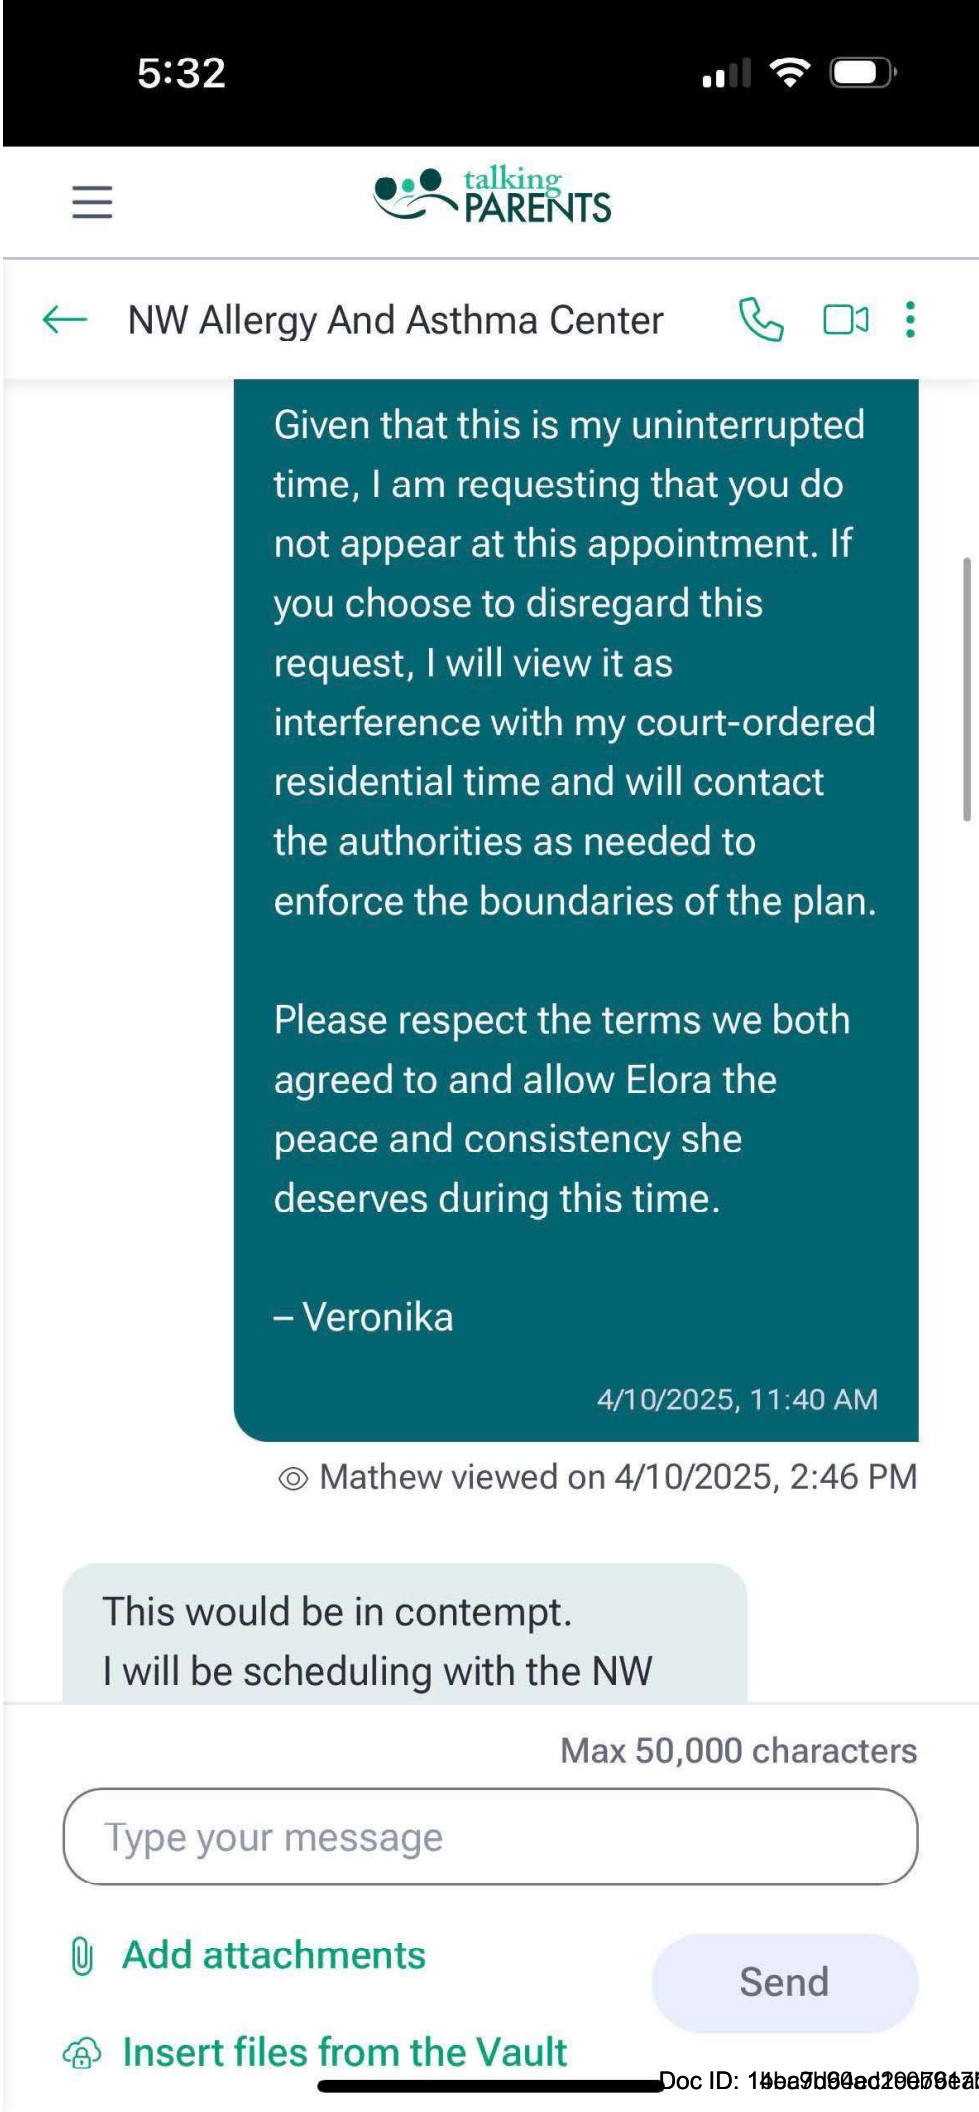 5:32
talking
PARENTS
NW Allergy And Asthma Center
Given that this is my uninterrupted
time, I am requesting that you do
not appear at this appointment. If
you choose to disregard this
request, I will view it as
interference with my court-ordered
residential time and will contact
the authorities as needed to
enforce the boundaries of the plan.
Please respect the terms we both
agreed to and allow Elora the
peace and consistency she
deserves during this time.
– Veronika
4/10/2025, 11:40 AM
Mathew viewed on 4/10/2025, 2:46 PM
This would be in contempt.
I will be scheduling with the NW
Max 50,000 characters
Type your message
Add attachments
Send
Insert files from the Vault
Doc ID: